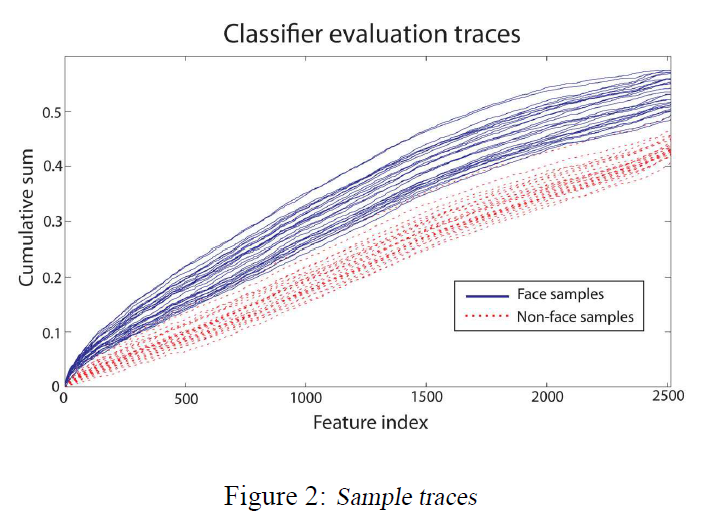 Classifier evaluation traces
Cumulative sum
0.5
0.4
0.3
0.2
0.1
0
0 500 1000 1500 2000 2500
Feature index
Face samples
Non-face samples
Figure 2: Sample traces